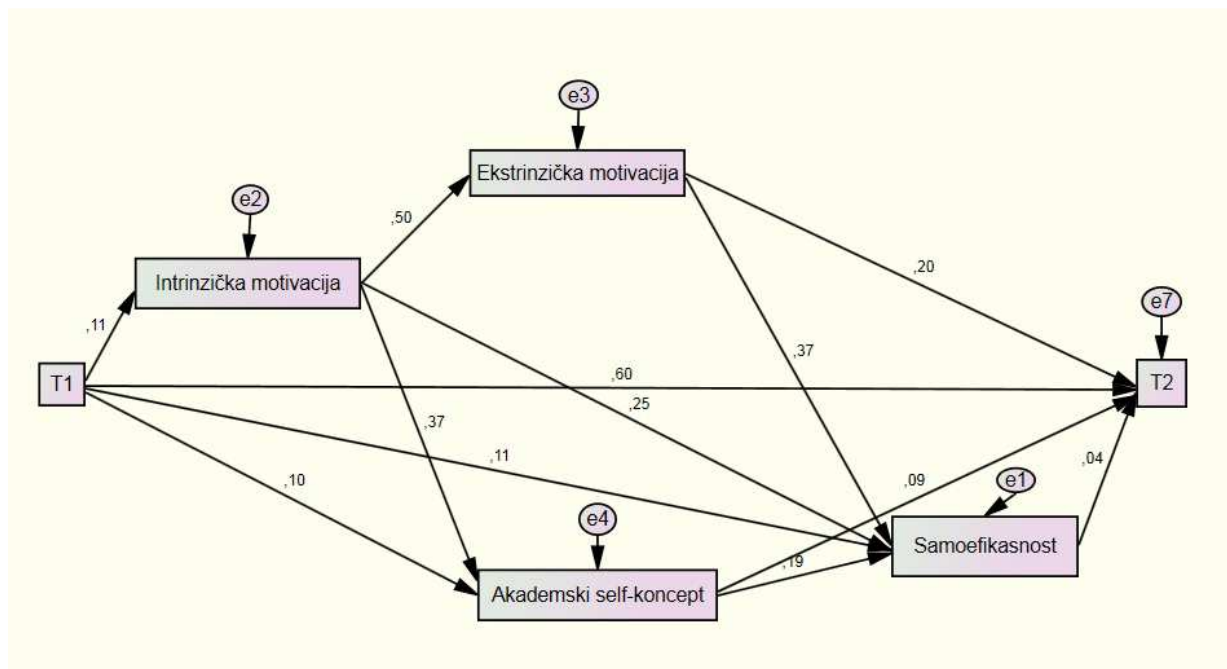 e3
Ekstrinzička motivacija
e2
,50
Intrinzička motivacija
,20
e7
,11
,37
T1
,60
T2
,25
,37
,11
,10
,09
,04
e1
e4
Samoefikasnost
,19
Akademski self-koncept